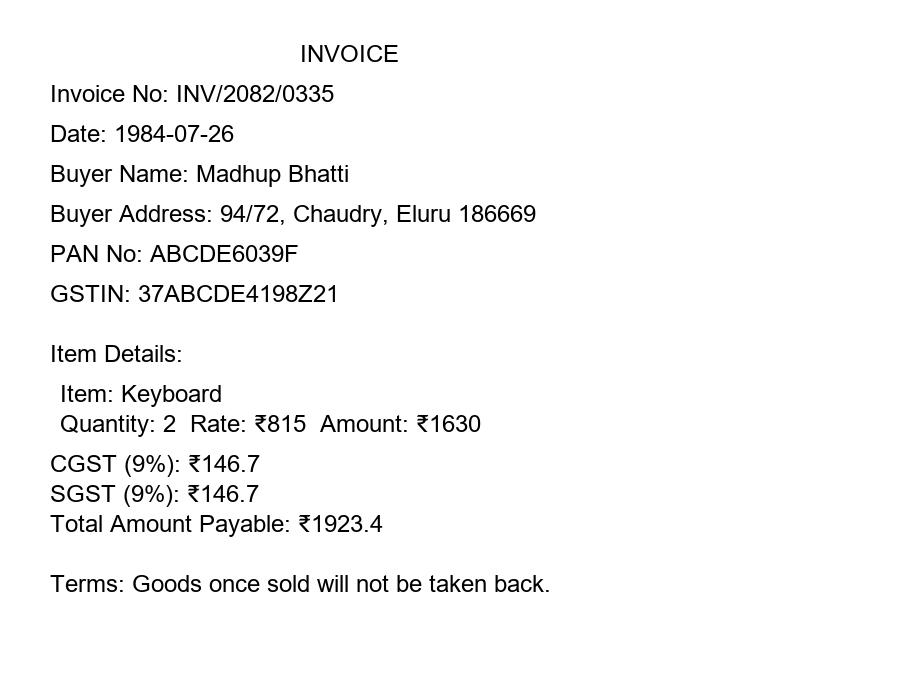 INVOICE
Invoice No: INV/2082/0335
Date: 1984-07-26
Buyer Name: Madhup Bhatti
Buyer Address: 94/72, Chaudry, Eluru 186669
PAN No: ABCDE6039F
GSTIN: 37ABCDE4198Z21
Item Details:
Item: Keyboard
Quantity: 2  Rate: ₹815  Amount: ₹1630
CGST (9%): ₹146.7
SGST (9%): ₹146.7
Total Amount Payable: ₹1923.4
Terms: Goods once sold will not be taken back.